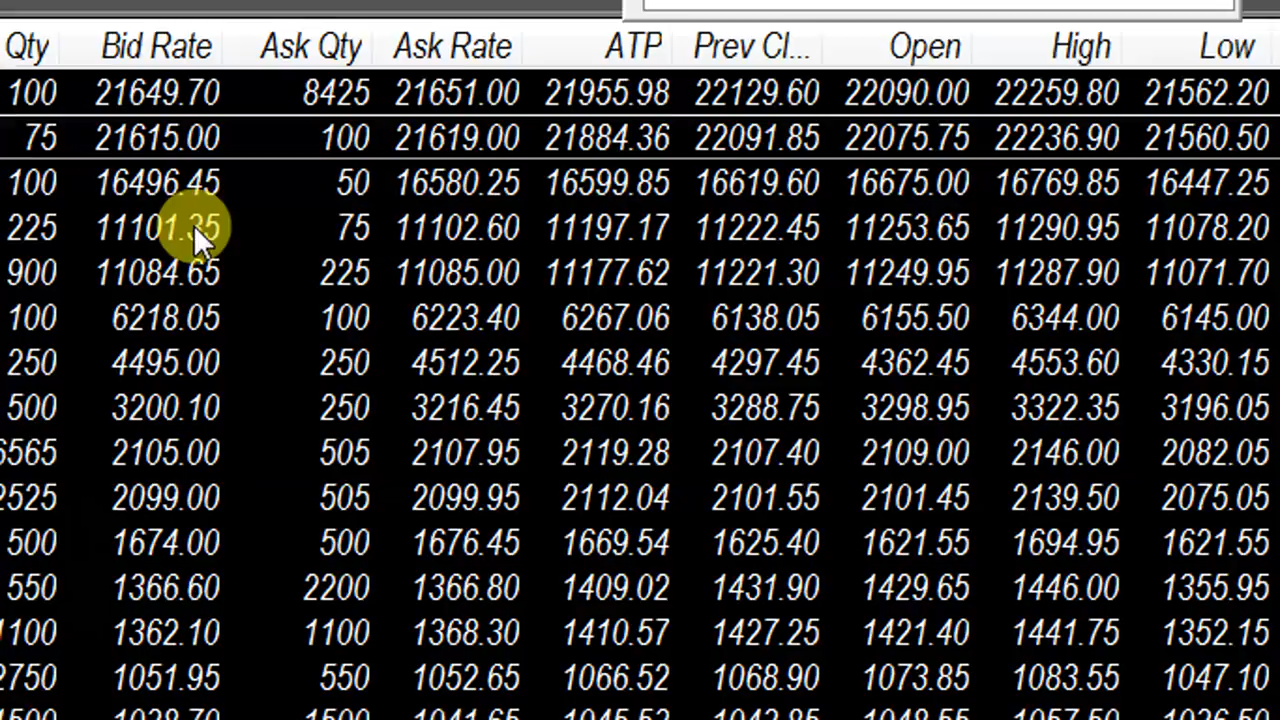 Qty Bid Rate Ask Qty Ask Rate ATP Prev Cl... Open High Low
100 21649.70 8425 21651.00 21955.98 22129.60 22090.00 22259.80 21562.20
75 21615.00 100 21619.00 21884.36 22091.85 22075.75 22236.90 21560.50
100 16496.45 50 16580.25 16599.85 16619.60 16675.00 16769.85 16447.25
225 11101.35 75 11102.60 11197.17 11222.45 11253.65 11290.95 11078.20
900 11084.65 225 11085.00 11177.62 11221.30 11249.95 11287.90 11071.70
100 6218.05 100 6223.40 6267.06 6138.05 6155.50 6344.00 6145.00
250 4495.00 250 4512.25 4468.46 4297.45 4362.45 4553.60 4330.15
500 3200.10 250 3216.45 3270.16 3288.75 3298.95 3322.35 3196.05
6565 2105.00 505 2107.95 2119.28 2107.40 2109.00 2146.00 2082.05
2525 2099.00 505 2099.95 2112.04 2101.55 2101.45 2139.50 2075.05
500 1674.00 500 1676.45 1669.54 1625.40 1621.55 1694.95 1621.55
550 1366.60 2200 1366.80 1409.02 1431.90 1429.65 1446.00 1355.95
1100 1362.10 1100 1368.30 1410.57 1427.25 1421.40 1441.75 1352.15
2750 1051.95 550 1052.65 1066.52 1068.90 1073.85 1083.55 1047.10